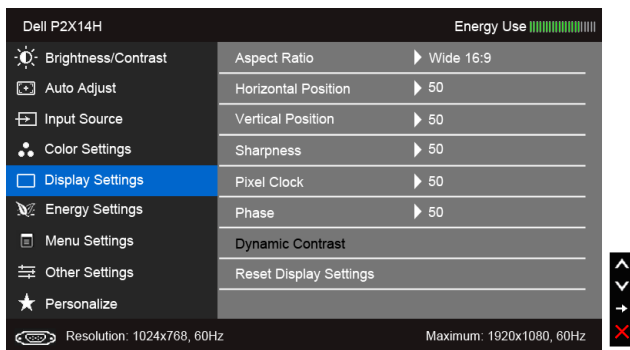 Dell P2X14H Energy Use
Brightness/Contrast Aspect Ratio Wide 16:9
Auto Adjust Horizontal Position 50
Input Source Vertical Position 50
Color Settings Sharpness 50
Display Settings Pixel Clock 50
Energy Settings Phase 50
Menu Settings Dynamic Contrast
Other Settings Reset Display Settings
Personalize
Resolution: 1024x768, 60Hz Maximum: 1920x1080, 60Hz